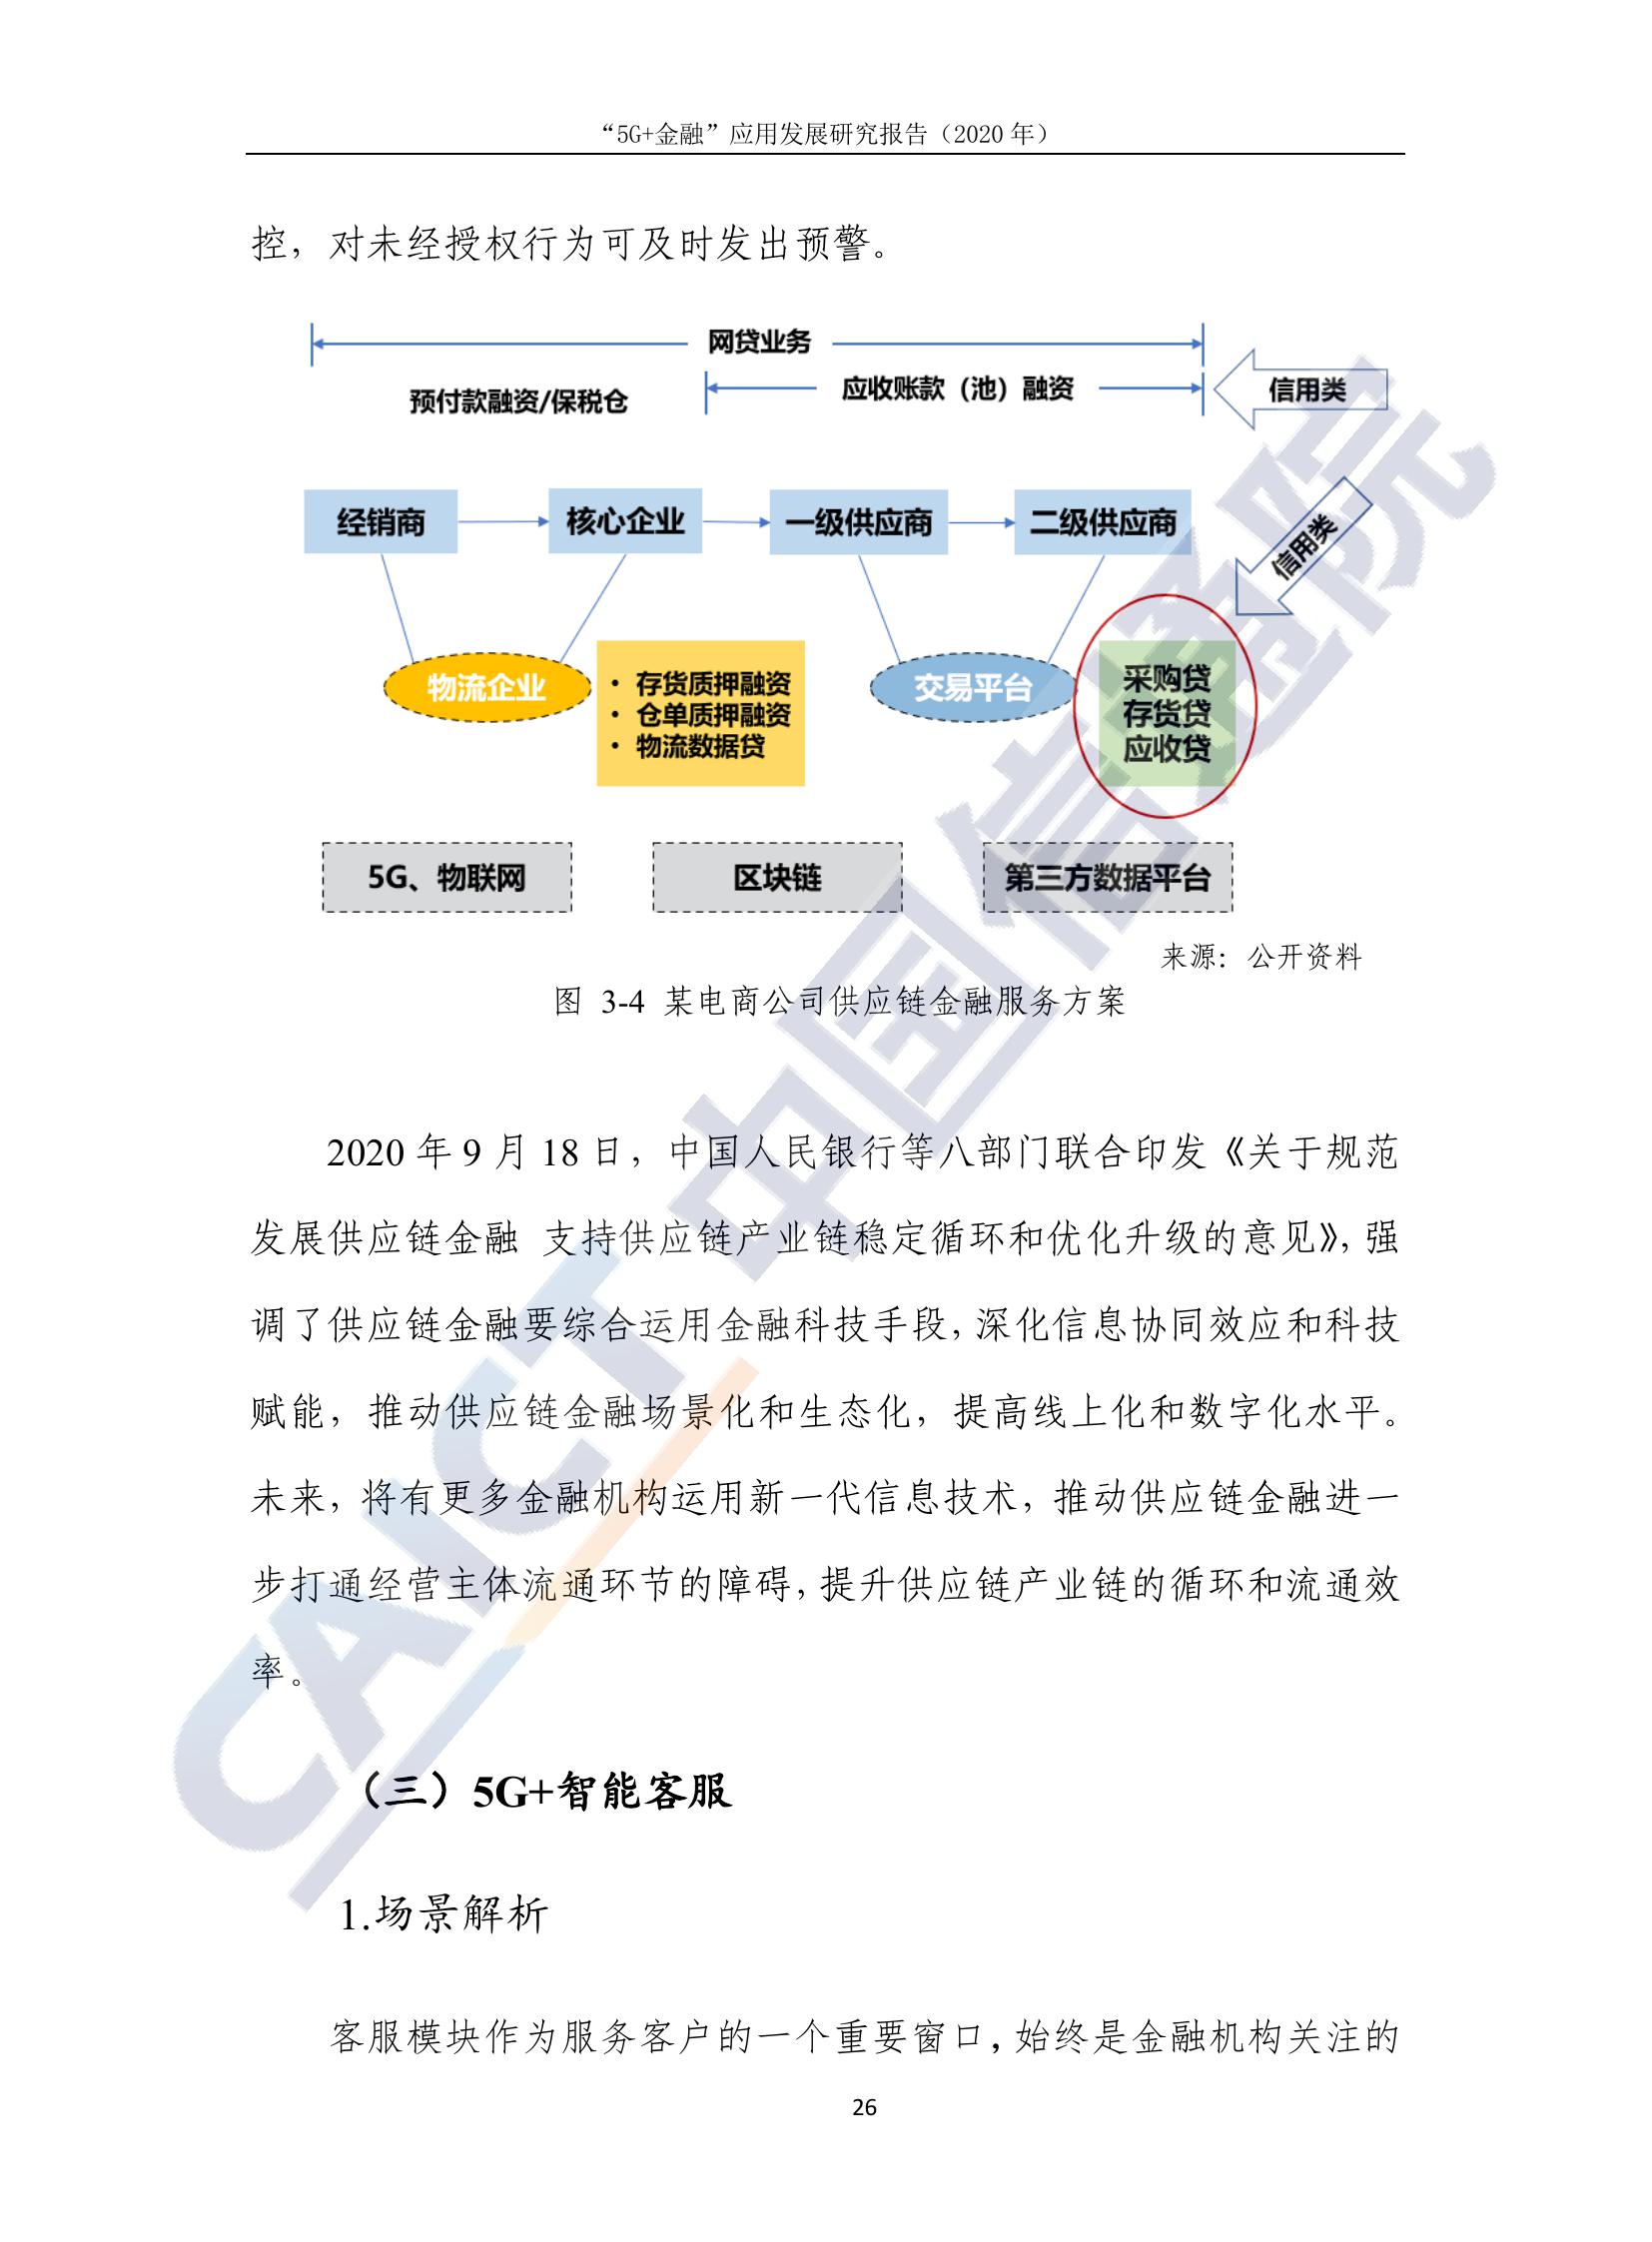 “5G+金融”应用发展研究报告（2020 年）
控，对未经授权行为可及时发出预警。
网贷业务
预付款融资/保税仓
应收账款（池）融资
信用类
经销商
核心企业
一级供应商
二级供应商
信用类
物流企业
• 存货质押融资
• 仓单质押融资
• 物流数据贷
交易平台
采购贷
存货贷
应收贷
5G、物联网
区块链
第三方数据平台
来源：公开资料
图 3-4 某电商公司供应链金融服务方案
2020 年 9 月 18 日，中国人民银行等八部门联合印发《关于规范
发展供应链金融 支持供应链产业链稳定循环和优化升级的意见》，强
调了供应链金融要综合运用金融科技手段，深化信息协同效应和科技
赋能，推动供应链金融场景化和生态化，提高线上化和数字化水平。
未来，将有更多金融机构运用新一代信息技术，推动供应链金融进一
步打通经营主体流通环节的障碍，提升供应链产业链的循环和流通效
率。
（三）5G+智能客服
1.场景解析
客服模块作为服务客户的一个重要窗口，始终是金融机构关注的
26
CAICT 中国信通院